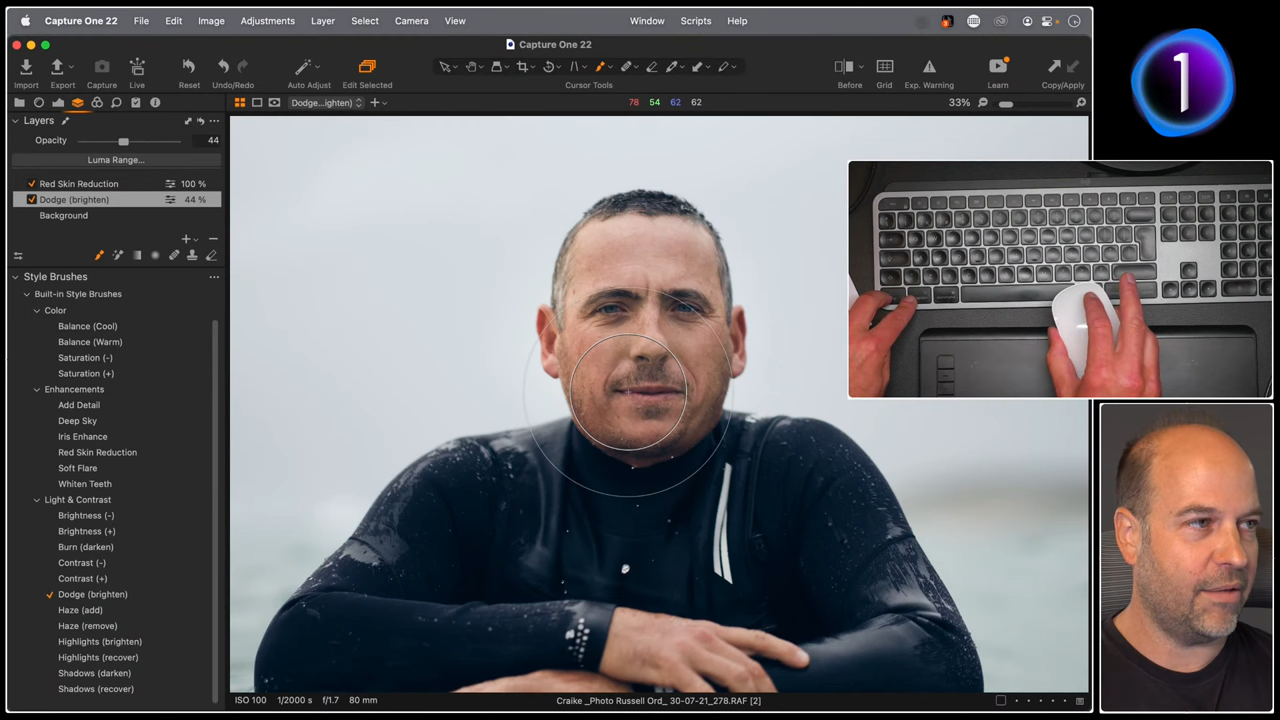 Capture One 22 File Edit Image Adjustments Layer Select Camera View Window Scripts Help
Capture One 22
Import Export Capture Live Reset Undo/Redo Auto Adjust Edit Selected Cursor Tools Before Grid Exp. Warning Learn Copy/Apply
Dodge...ighten) 78 54 62 62 33%
Layers
Opacity 44
Luma Range...
Red Skin Reduction 100 %
Dodge (brighten) 44 %
Background
Style Brushes
Built-in Style Brushes
Color
Balance (Cool)
Balance (Warm)
Saturation (-)
Saturation (+)
Enhancements
Add Detail
Deep Sky
Iris Enhance
Red Skin Reduction
Soft Flare
Whiten Teeth
Light & Contrast
Brightness (-)
Brightness (+)
Burn (darken)
Contrast (-)
Contrast (+)
Dodge (brighten)
Haze (add)
Haze (remove)
Highlights (brighten)
Highlights (recover)
Shadows (darken)
Shadows (recover)
ISO 100 1/2000 s f/1.7 80 mm Craike _Photo Russell Ord_ 30-07-21_278.RAF [2]
1